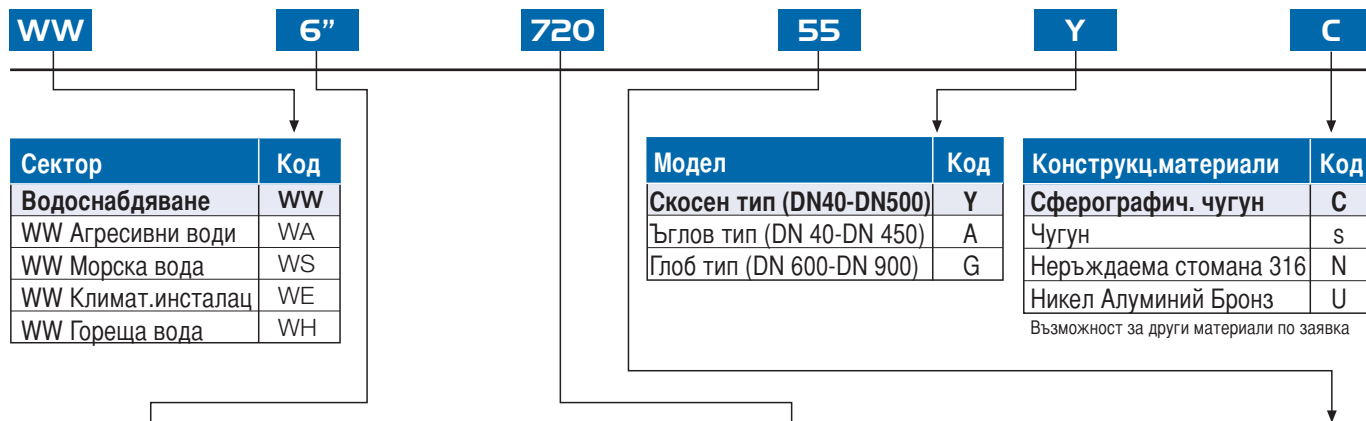 WW 6” 720 55 Y C
Сектор Код
Водоснабдяване WW
WW Агресивни води WA
WW Морска вода WS
WW Климат.инсталац WE
WW Гореща вода WH
Модел Код
Скосен тип (DN40-DN500) Y
Ъглов тип (DN 40-DN 450) A
Глоб тип (DN 600-DN 900) G
Конструкц.материали Код
Сферографич. чугун C
Чугун s
Неръждаема стомана 316 N
Никел Алуминий Бронз U
Възможност за други материали по заявка